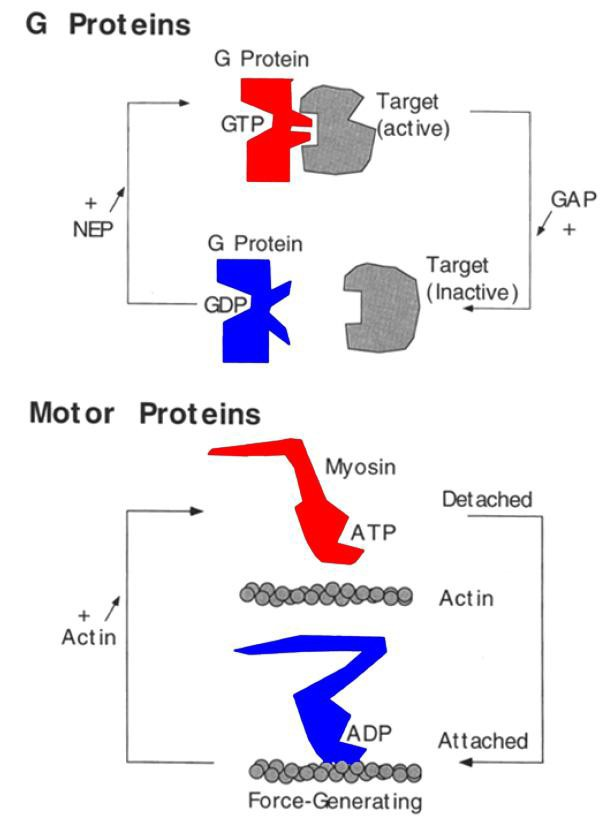 G Proteins
G Protein
GTP
Target
(active)
+
NEP
GAP
+
G Protein
GDP
Target
(Inactive)
Motor Proteins
Myosin
ATP
Detached
Actin
+
Actin
ADP
Attached
Force-Generating